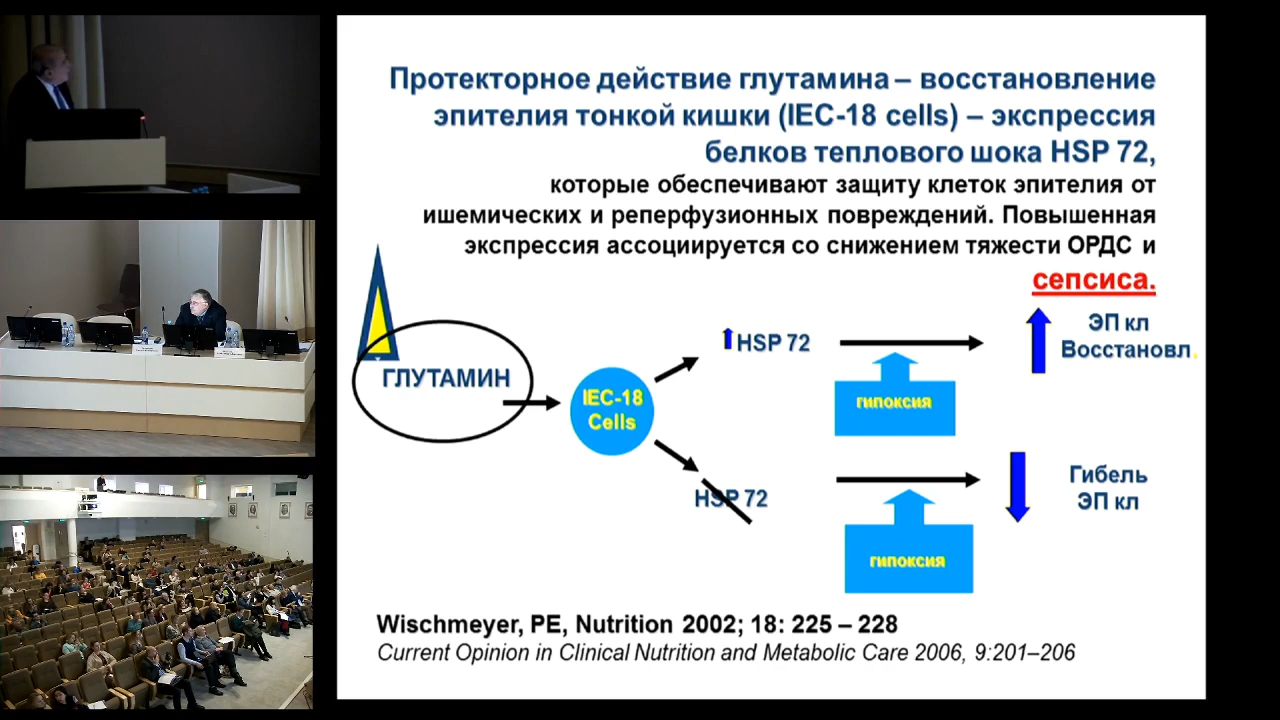 Протекторное действие глутамина – восстановление
эпителия тонкой кишки (IEC-18 cells) – экспрессия
белков теплового шока HSP 72,
которые обеспечивают защиту клеток эпителия от
ишемических и реперфузионных повреждений. Повышенная
экспрессия ассоциируется со снижением тяжести ОРДС и
сепсиса.
ГЛУТАМИН
IEC-18
Cells
HSP 72
гипоксия
ЭП кл
Восстановл.
HSP 72
гипоксия
Гибель
ЭП кл
Wischmeyer, PE, Nutrition 2002; 18: 225 – 228
Current Opinion in Clinical Nutrition and Metabolic Care 2006, 9:201–206